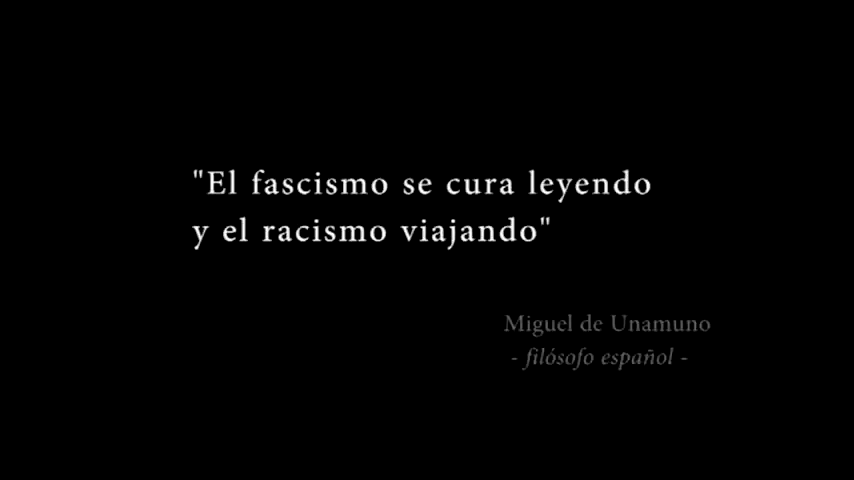 "El fascismo se cura leyendo
y el racismo viajando"
Miguel de Unamuno
- filósofo español -